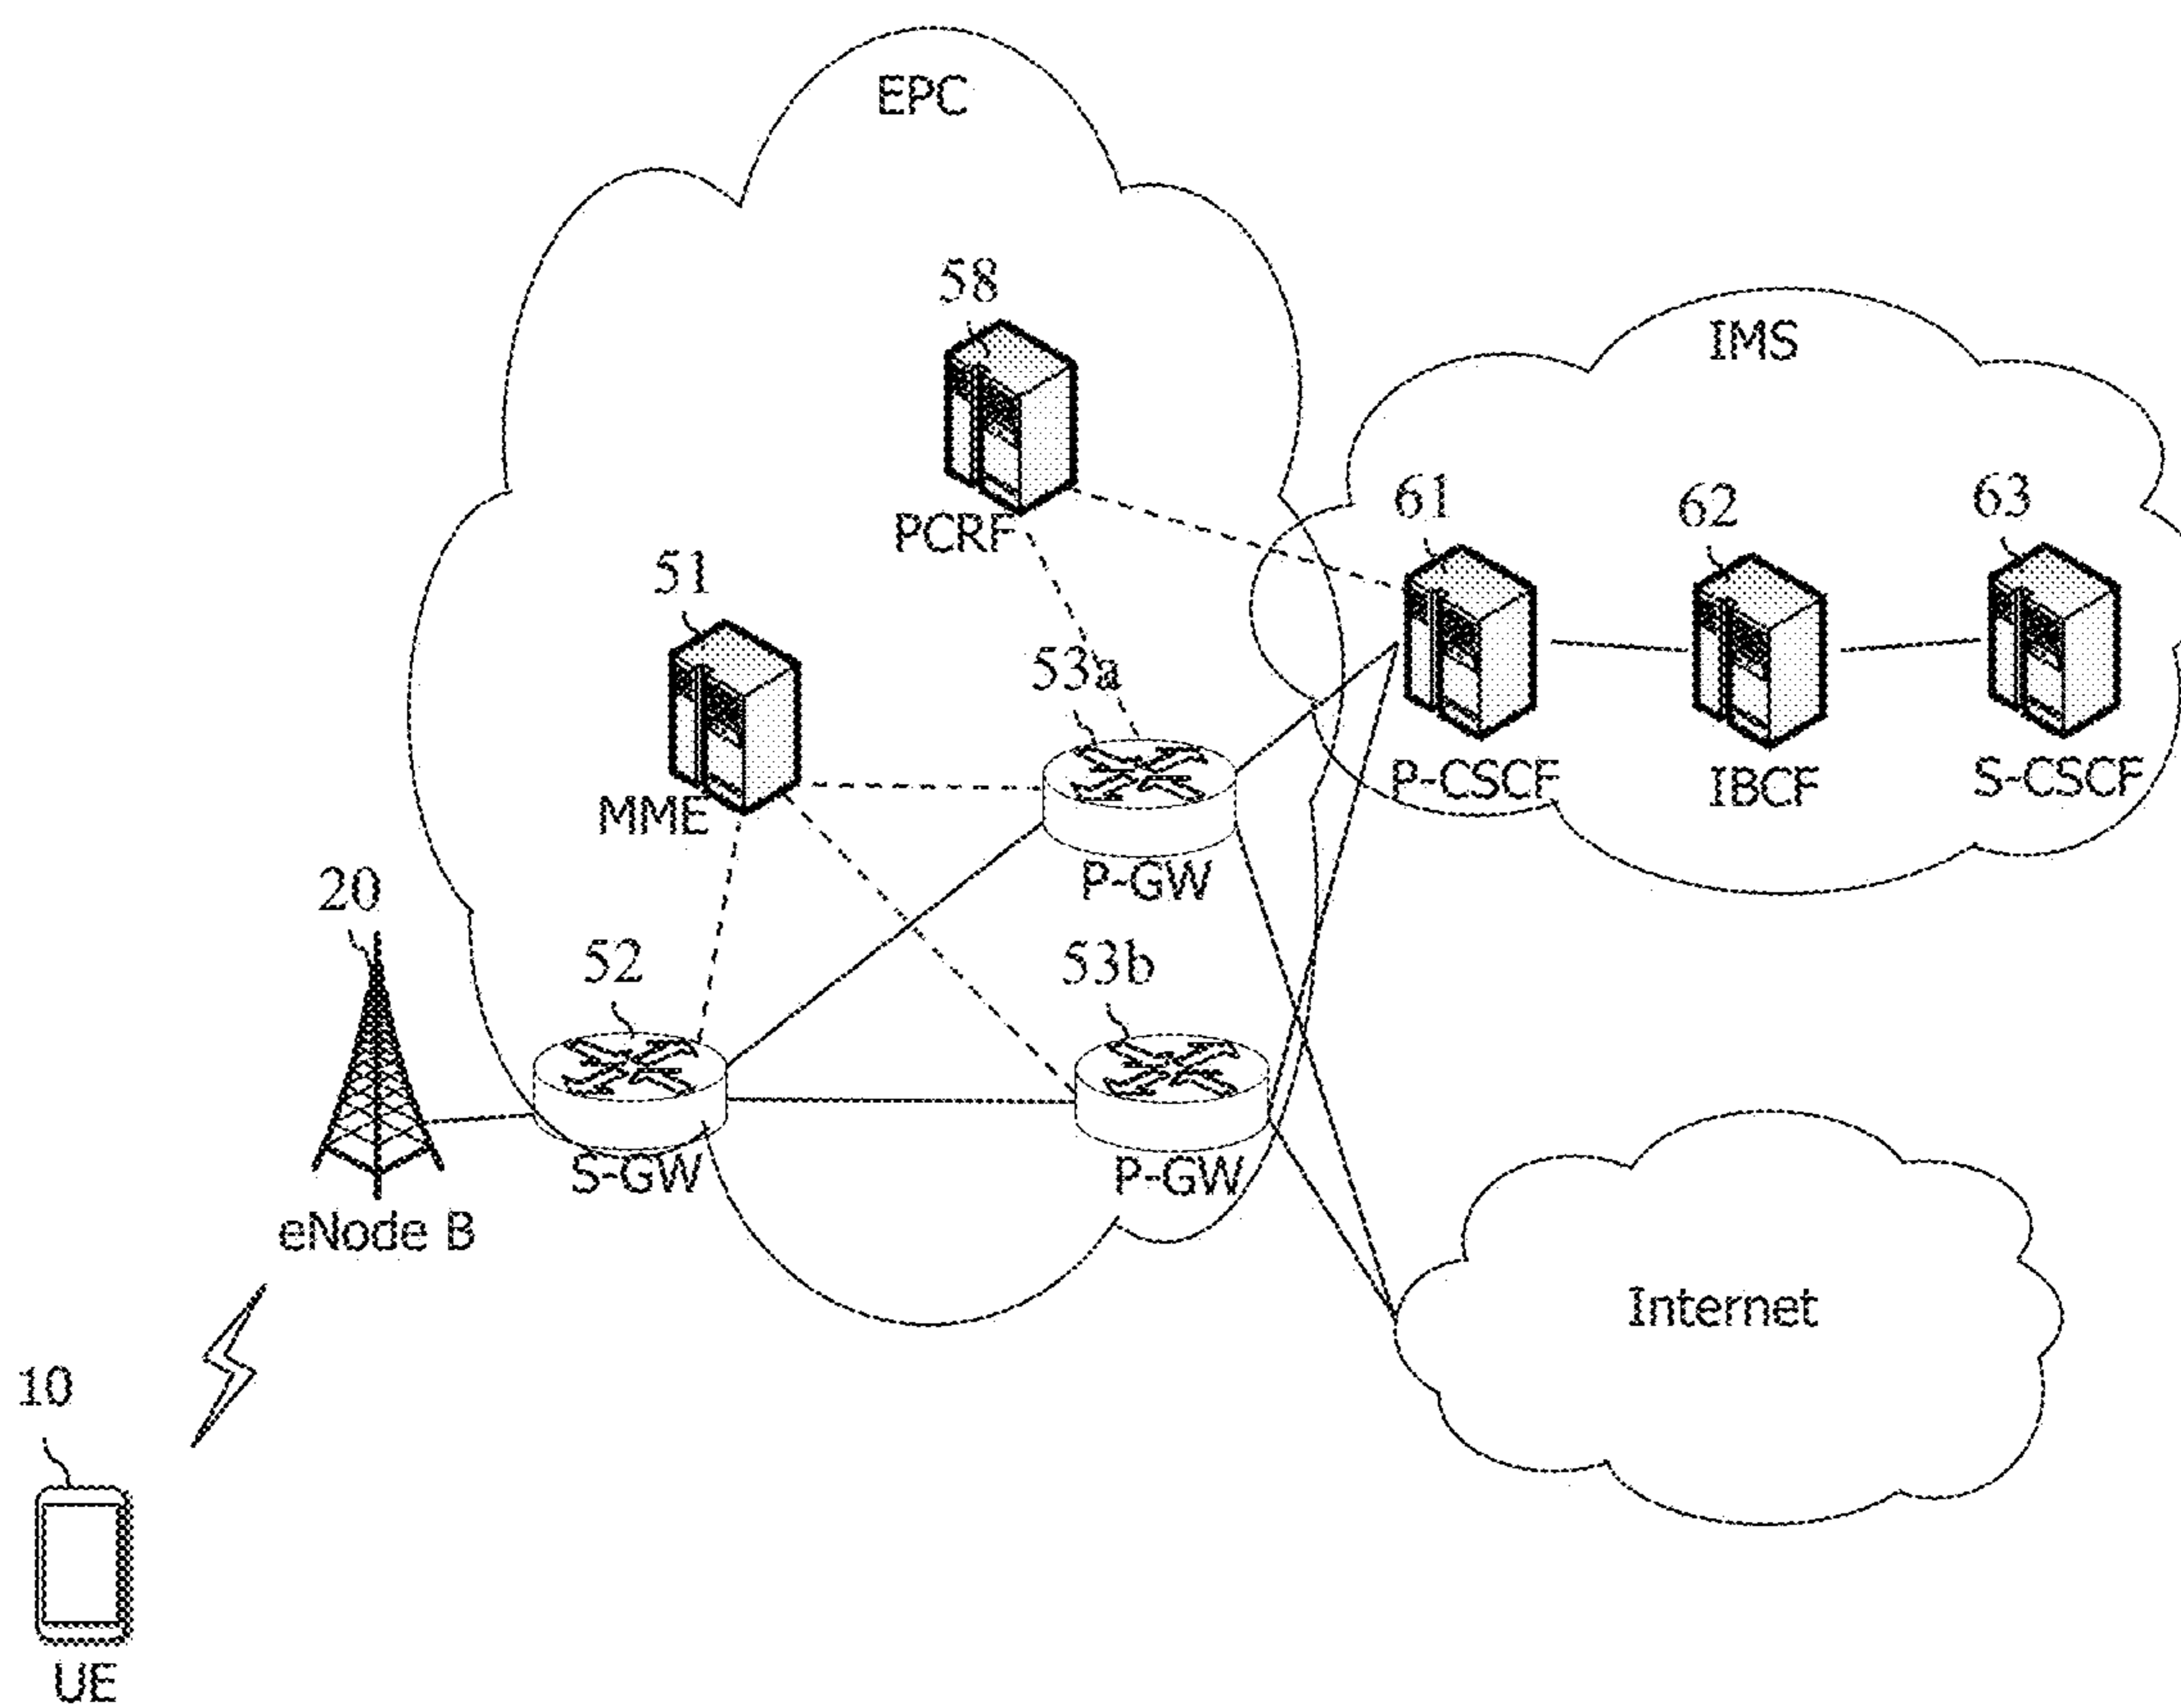 EPC
58
IMS
PCRF
61
62
63
51
53a
P-CSCF
IBCF
S-CSCF
MME
P-GW
20
52
53b
S-GW
P-GW
eNode B
Internet
10
UE